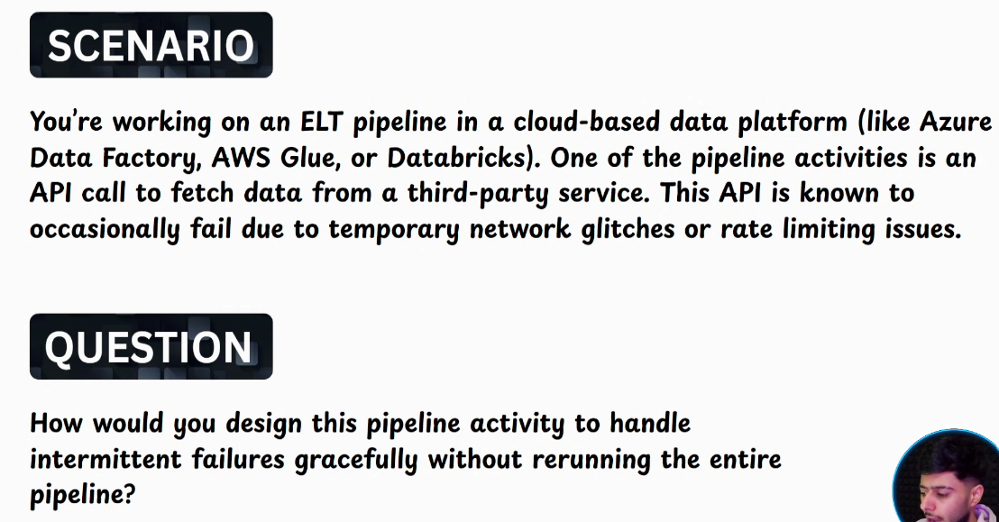 SCENARIO
You're working on an ELT pipeline in a cloud-based data platform (like Azure
Data Factory, AWS Glue, or Databricks). One of the pipeline activities is an
API call to fetch data from a third-party service. This API is known to
occasionally fail due to temporary network glitches or rate limiting issues.
QUESTION
How would you design this pipeline activity to handle
intermittent failures gracefully without rerunning the entire
pipeline?